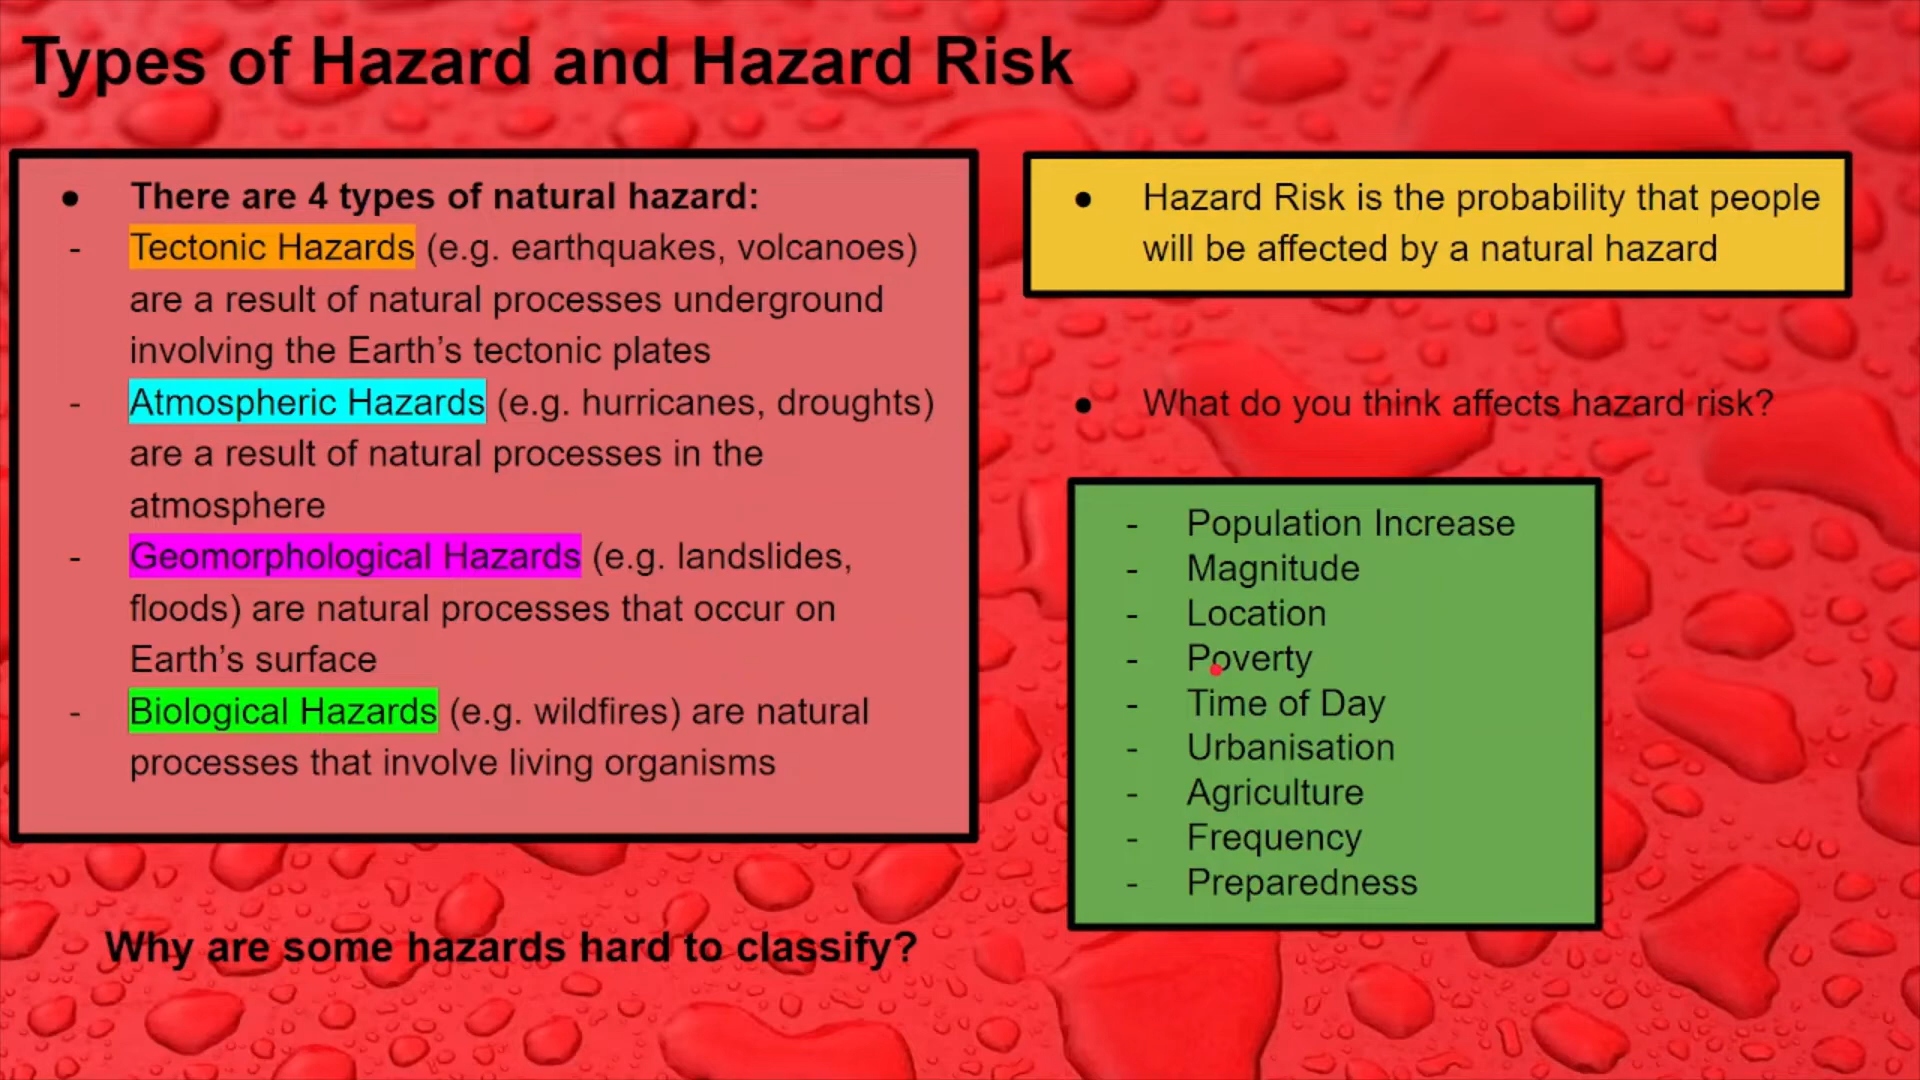 Types of Hazard and Hazard Risk
● There are 4 types of natural hazard:
- Tectonic Hazards (e.g. earthquakes, volcanoes)
are a result of natural processes underground
involving the Earth’s tectonic plates
- Atmospheric Hazards (e.g. hurricanes, droughts)
are a result of natural processes in the
atmosphere
- Geomorphological Hazards (e.g. landslides,
floods) are natural processes that occur on
Earth’s surface
- Biological Hazards (e.g. wildfires) are natural
processes that involve living organisms
Why are some hazards hard to classify?
● Hazard Risk is the probability that people
will be affected by a natural hazard
● What do you think affects hazard risk?
- Population Increase
- Magnitude
- Location
- Poverty
- Time of Day
- Urbanisation
- Agriculture
- Frequency
- Preparedness